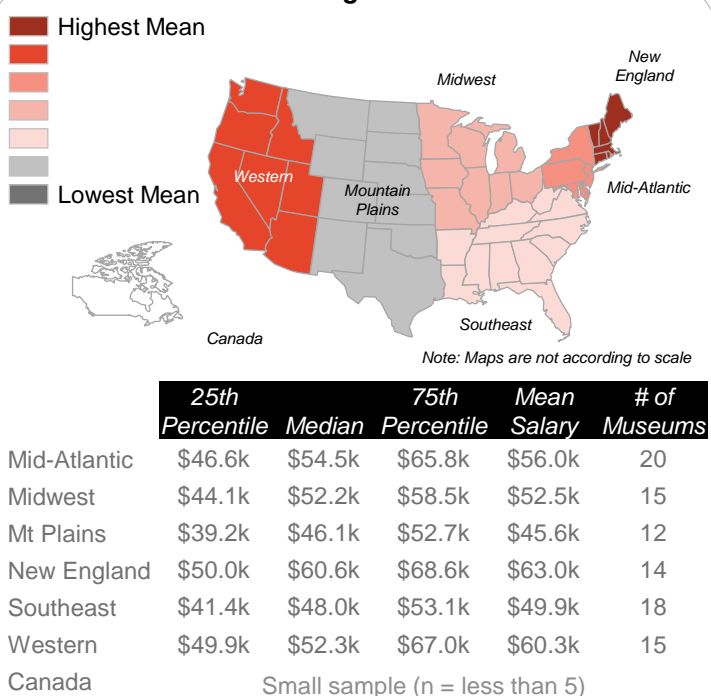 Highest Mean
New
England
Midwest
Western
Mountain
Plains
Lowest Mean
Mid-Atlantic
Southeast
Canada
Note: Maps are not according to scale
25th 75th Mean # of
Percentile Median Percentile Salary Museums
Mid-Atlantic $46.6k $54.5k $65.8k $56.0k 20
Midwest $44.1k $52.2k $58.5k $52.5k 15
Mt Plains $39.2k $46.1k $52.7k $45.6k 12
New England $50.0k $60.6k $68.6k $63.0k 14
Southeast $41.4k $48.0k $53.1k $49.9k 18
Western $49.9k $52.3k $67.0k $60.3k 15
Canada Small sample (n = less than 5)